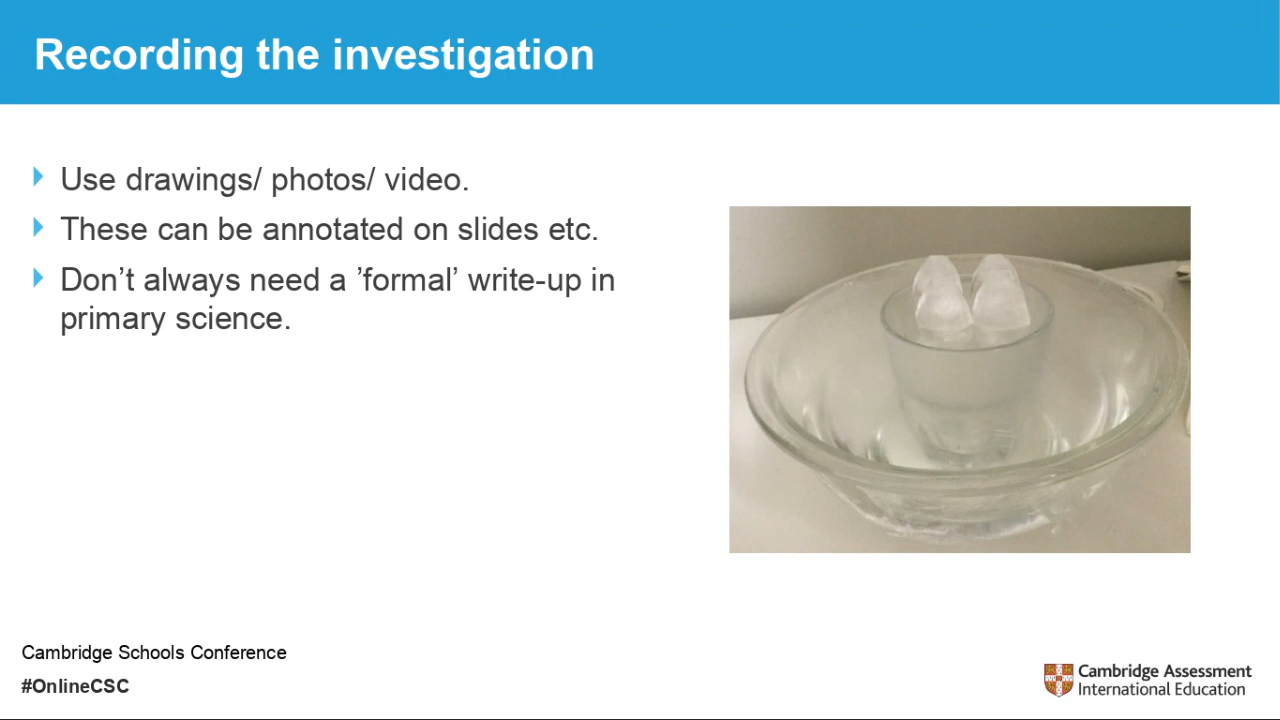 Recording the investigation
Use drawings/ photos/ video.
These can be annotated on slides etc.
Don’t always need a ’formal’ write-up in
primary science.
Cambridge Schools Conference
#OnlineCSC
Cambridge Assessment
International Education